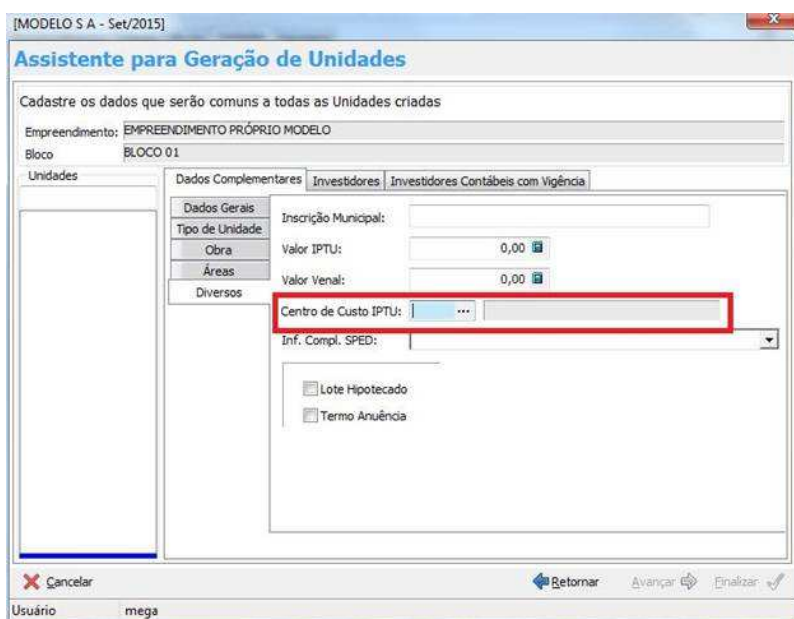 [MODELO S A - Set/2015]
Assistente para Geração de Unidades
Cadastre os dados que serão comuns a todas as Unidades criadas
Empreendimento: EMPREENDIMENTO PRÓPRIO MODELO
Bloco BLOCO 01
Unidades
Dados Complementares Investidores Investidores Contábeis com Vigência
Dados Gerais
Tipo de Unidade
Obra
Áreas
Diversos
Inscrição Municipal:
Valor IPTU: 0,00
Valor Venal: 0,00
Centro de Custo IPTU: ...
Inf. Compl. SPED:
Lote Hipotecado
Termo Anuência
Cancelar Retornar Avançar Finalizar
Usuário mega